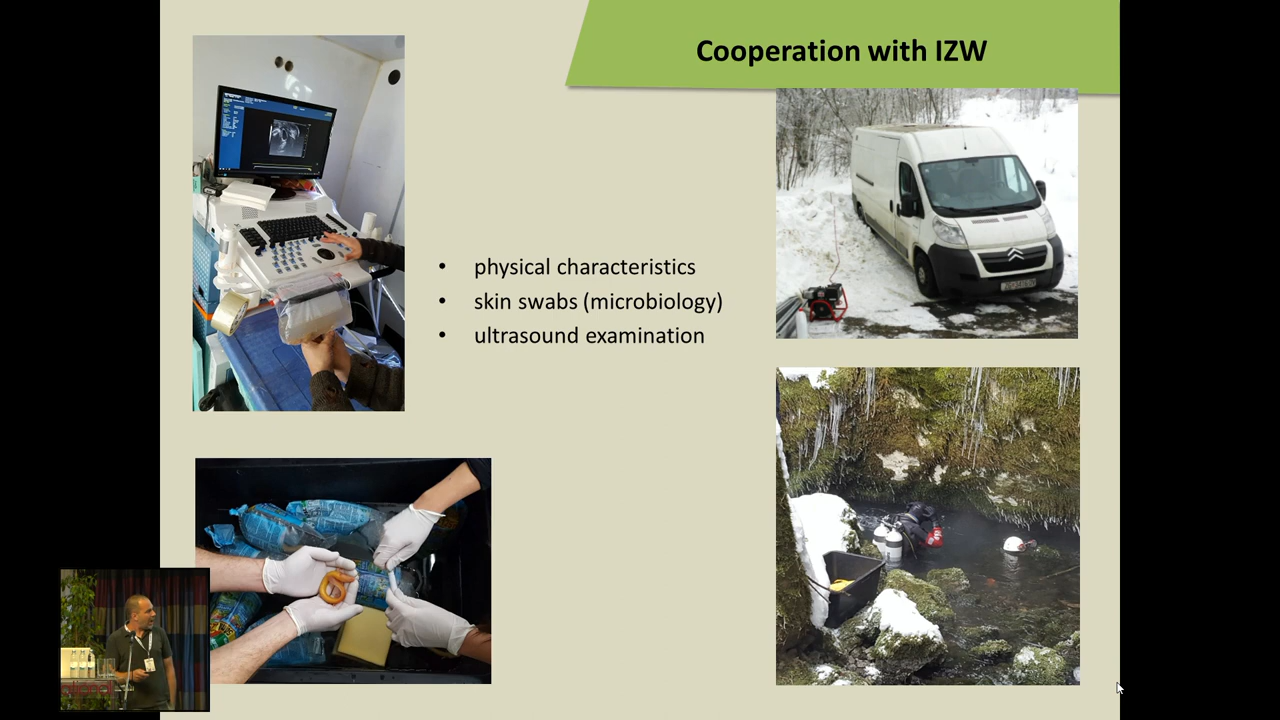 Cooperation with IZW
• physical characteristics
• skin swabs (microbiology)
• ultrasound examination